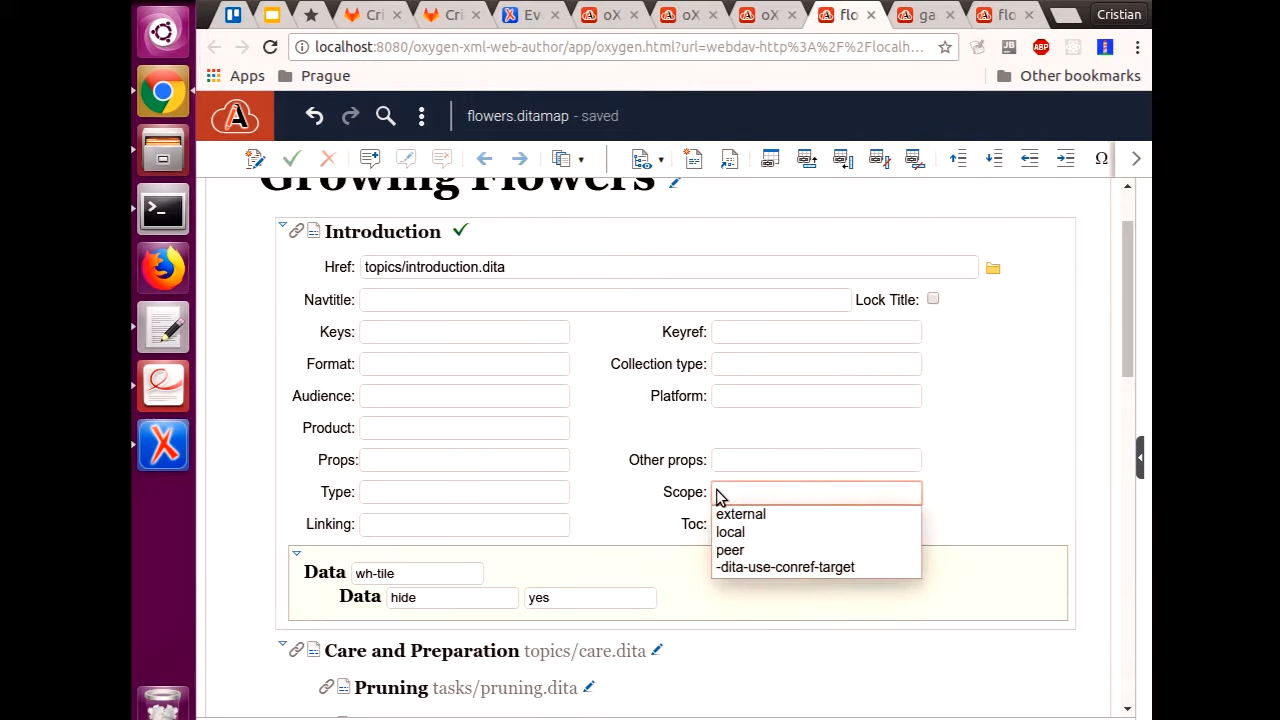 Cri Cri Ev oX oX oX flo ga flo Cristian
localhost:8080/oxygen-xml-web-author/app/oxygen.html?url=webdav-http%3A%2F%2Flocalh...
Apps Prague Other bookmarks
flowers.ditamap - saved
Growing Flowers
Introduction
Href: topics/introduction.dita
Navtitle: Lock Title:
Keys: Keyref:
Format: Collection type:
Audience: Platform:
Product:
Props: Other props:
Type: Scope:
external
Linking: Toc:
local
peer
-dita-use-conref-target
Data wh-tile
Data hide yes
Care and Preparation topics/care.dita
Pruning tasks/pruning.dita